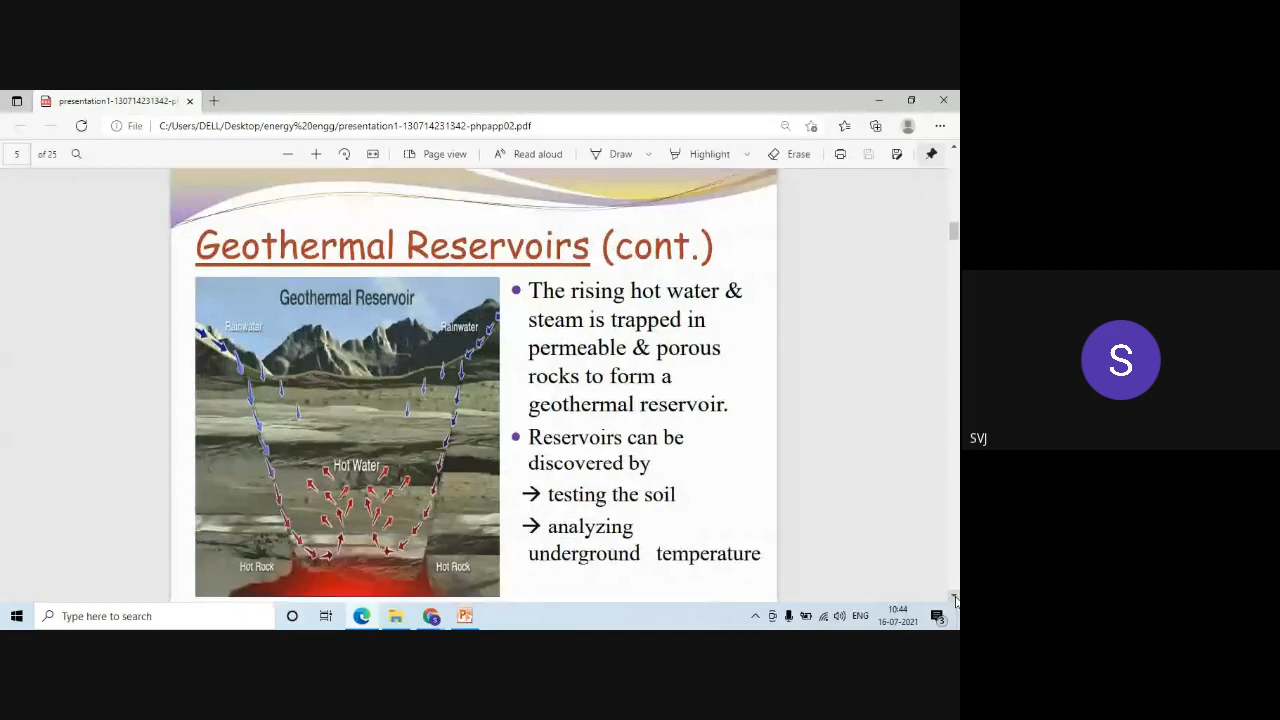 presentation1-130714231342-p
File
C:/Users/DELL/Desktop/energy%20engg/presentation1-130714231342-phpapp02.pdf
5 of 25
Page view
Read aloud
Draw
Highlight
Erase
Geothermal Reservoirs (cont.)
Geothermal Reservoir
Rainwater
Rainwater
Hot Water
Hot Rock
Hot Rock
• The rising hot water &
steam is trapped in
permeable & porous
rocks to form a
geothermal reservoir.
• Reservoirs can be
discovered by
→ testing the soil
→ analyzing
underground temperature
S
SVJ
Type here to search
ENG
10:44
16-07-2021
3